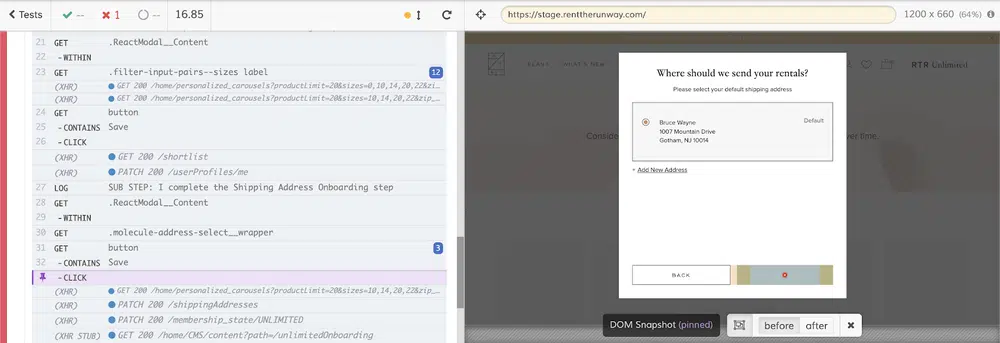 Tests -- 1 -- 16.85
https://stage.renttherunway.com/ 1200 x 660 (64%)
21 GET .ReactModal__Content
22 -WITHIN
23 GET .filter-input-pairs--sizes label 12
(XHR) GET 200 /home/personalized_carousels?productLimit=20&sizes=0,10,14,20,22&zip_
(XHR) GET 200 /home/personalized_carousels?productLimit=20&sizes=10,14,20,22&zip_...
24 GET button
25 -CONTAINS Save
26 -CLICK
(XHR) GET 200 /shortlist
(XHR) PATCH 200 /userProfiles/me
27 LOG SUB STEP: I complete the Shipping Address Onboarding step
28 GET .ReactModal__Content
29 -WITHIN
30 GET .molecule-address-select__wrapper
31 GET button 3
32 -CONTAINS Save
-CLICK
(XHR) GET 200 /home/personalized_carousels?productLimit=20&sizes=10,14,20,22&zip_...
(XHR) PATCH 200 /shippingAddresses
(XHR) PATCH 200 /membership_state/UNLIMITED
(XHR STUB) GET 200 /home/CMS/content?path=/unlimitedOnboarding
WHAT'S NEW
RTR Unlimited
Where should we send your rentals?
Please select your default shipping address
Bruce Wayne Default
1007 Mountain Drive
Gotham, NJ 10014
+ Add New Address
BACK
Conside
over time.
DOM Snapshot (pinned) before after